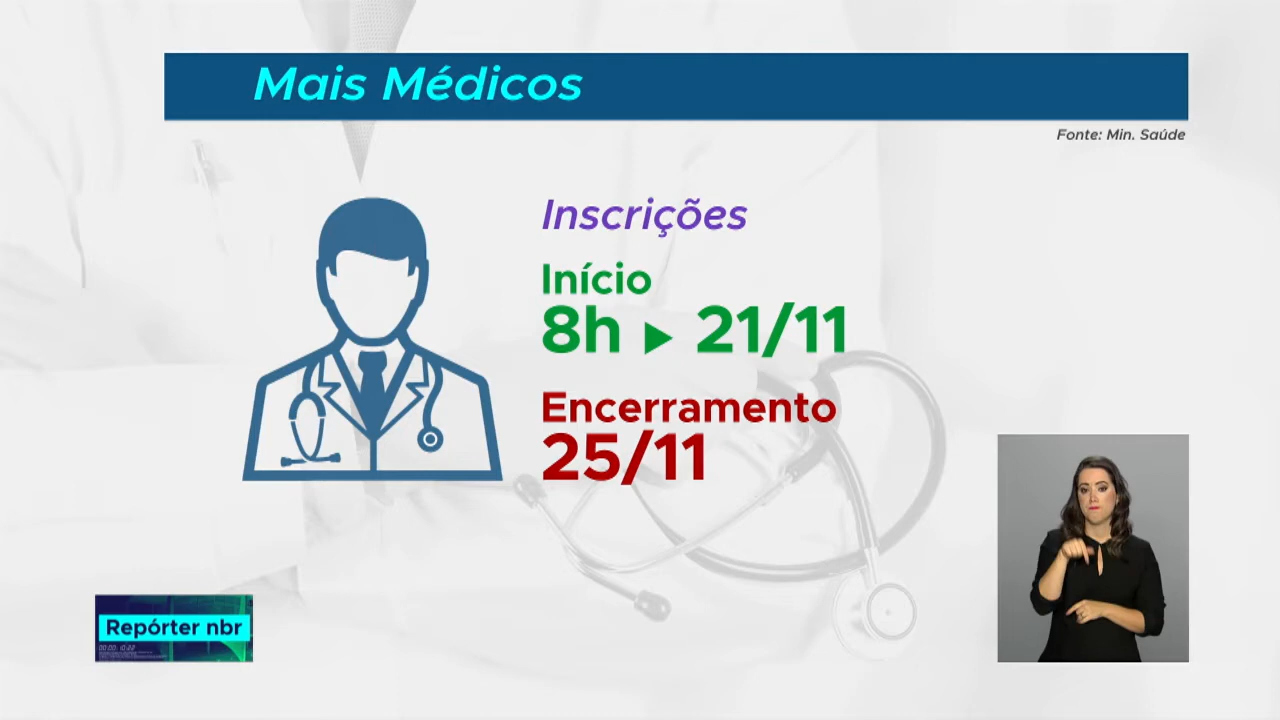 Mais Médicos
Fonte: Min. Saúde
Inscrições
Início
8h ▶ 21/11
Encerramento
25/11
Repórter nbr